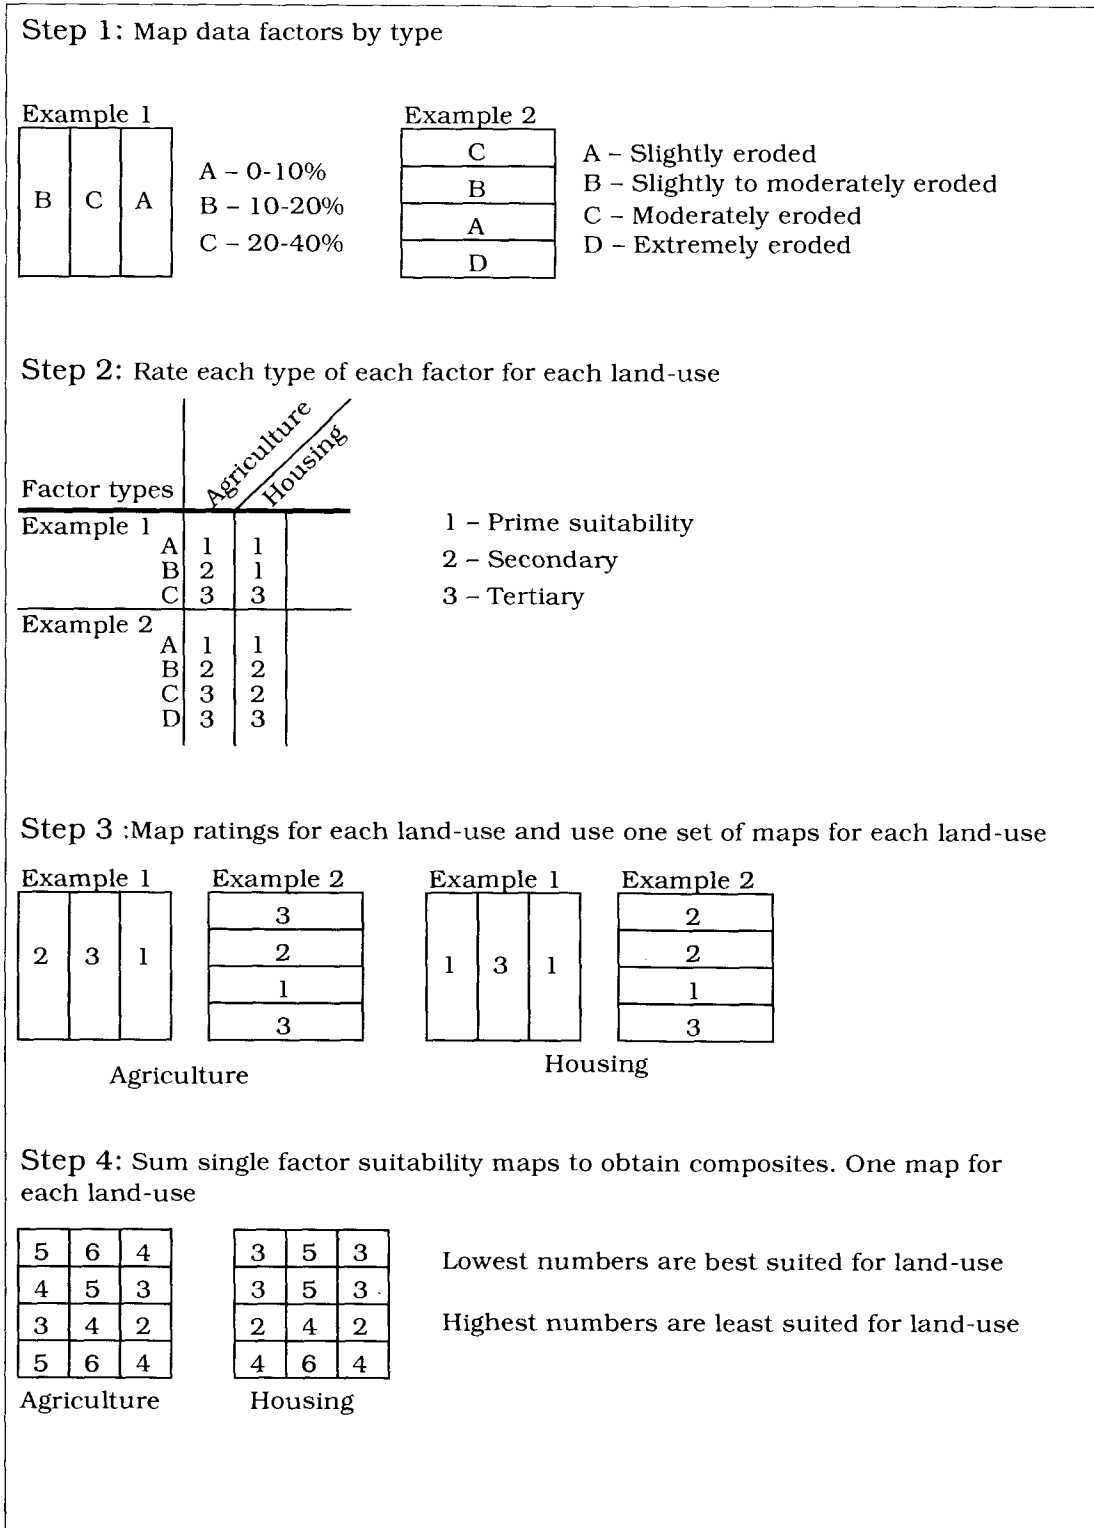 Step 1: Map data factors by type
Example 1
B C A
A – 0-10%
B – 10-20%
C – 20-40%
Example 2
C
B
A
D
A – Slightly eroded
B – Slightly to moderately eroded
C – Moderately eroded
D – Extremely eroded
Step 2: Rate each type of each factor for each land-use
Factor types Agriculture Housing
Example 1
A 1 1
B 2 1
C 3 3
Example 2
A 1 1
B 2 2
C 3 2
D 3 3
1 – Prime suitability
2 – Secondary
3 – Tertiary
Step 3 :Map ratings for each land-use and use one set of maps for each land-use
Example 1
2 3 1
Example 2
3
2
1
3
Agriculture
Example 1
1 3 1
Example 2
2
2
1
3
Housing
Step 4: Sum single factor suitability maps to obtain composites. One map for
each land-use
5 6 4
4 5 3
3 4 2
5 6 4
Agriculture
3 5 3
3 5 3
2 4 2
4 6 4
Housing
Lowest numbers are best suited for land-use
Highest numbers are least suited for land-use